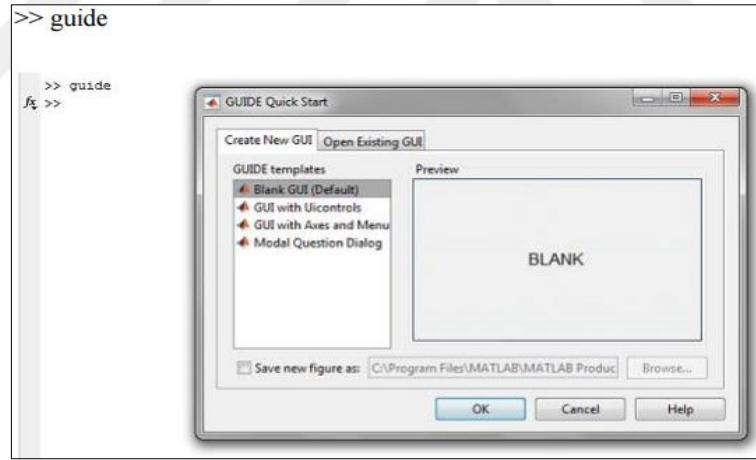 >> guide
>> guide
fx >>
GUIDE Quick Start
Create New GUI Open Existing GUI
GUIDE templates
Preview
Blank GUI (Default)
GUI with Uicontrols
GUI with Axes and Menu
Modal Question Dialog
BLANK
Save new figure as: C:\Program Files\MATLAB\MATLAB Produc Browse...
OK Cancel Help